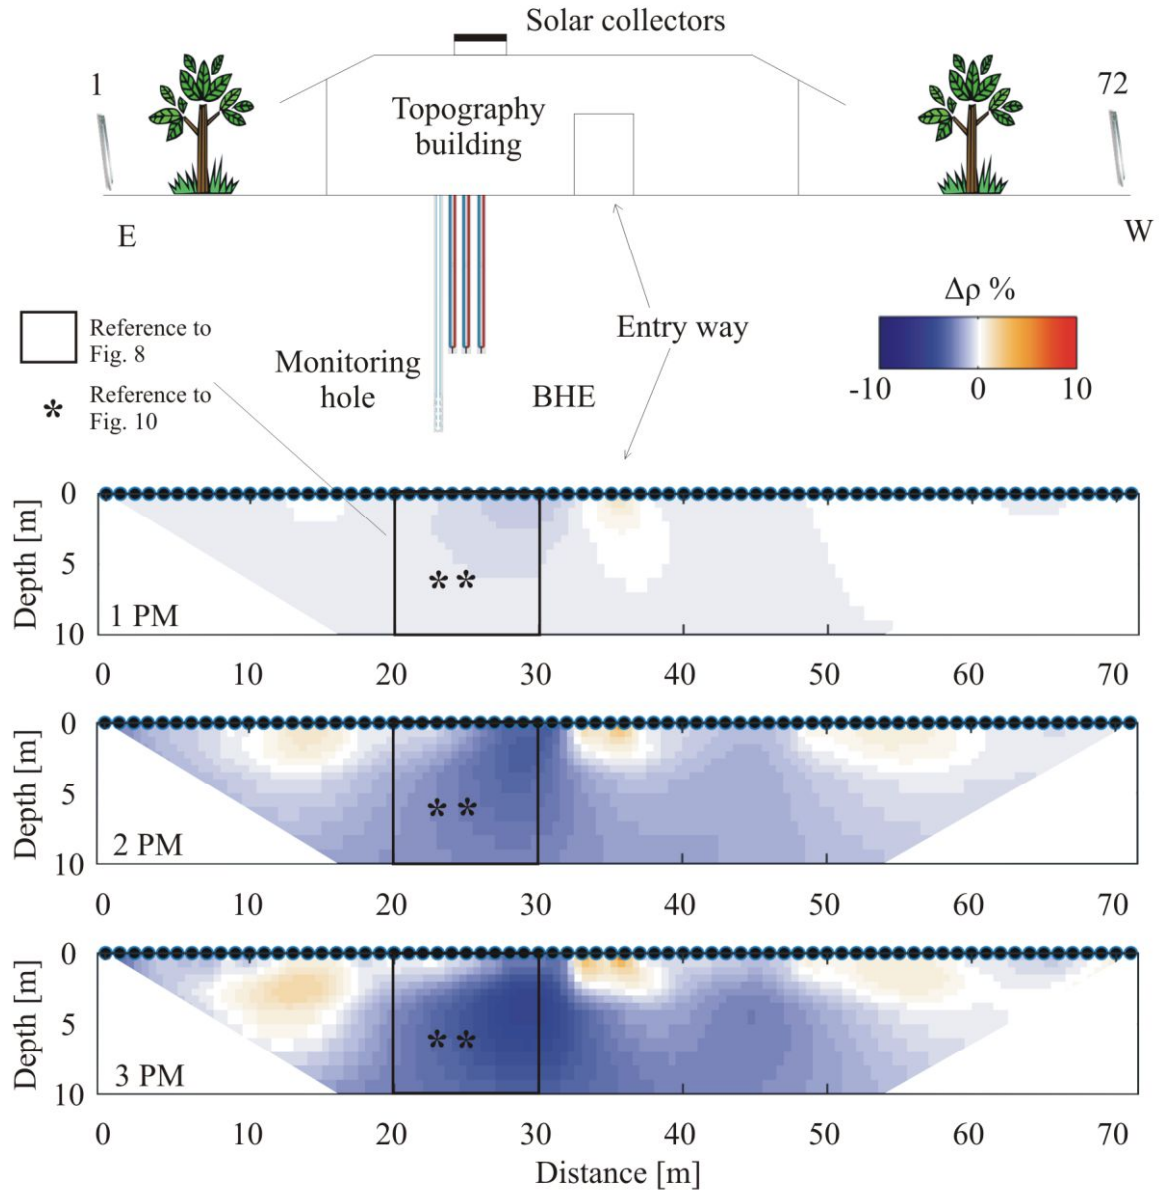 Solar collectors
1
72
Topography
building
E
W
Δρ %
-10
0
10
Reference to
Fig. 8
Entry way
Monitoring
hole
BHE
*
Reference to
Fig. 10
Depth [m]
0
5
10
* *
1 PM
0 10 20 30 40 50 60 70
Depth [m]
0
5
10
* *
2 PM
0 10 20 30 40 50 60 70
Depth [m]
0
5
10
* *
3 PM
0 10 20 30 40 50 60 70
Distance [m]